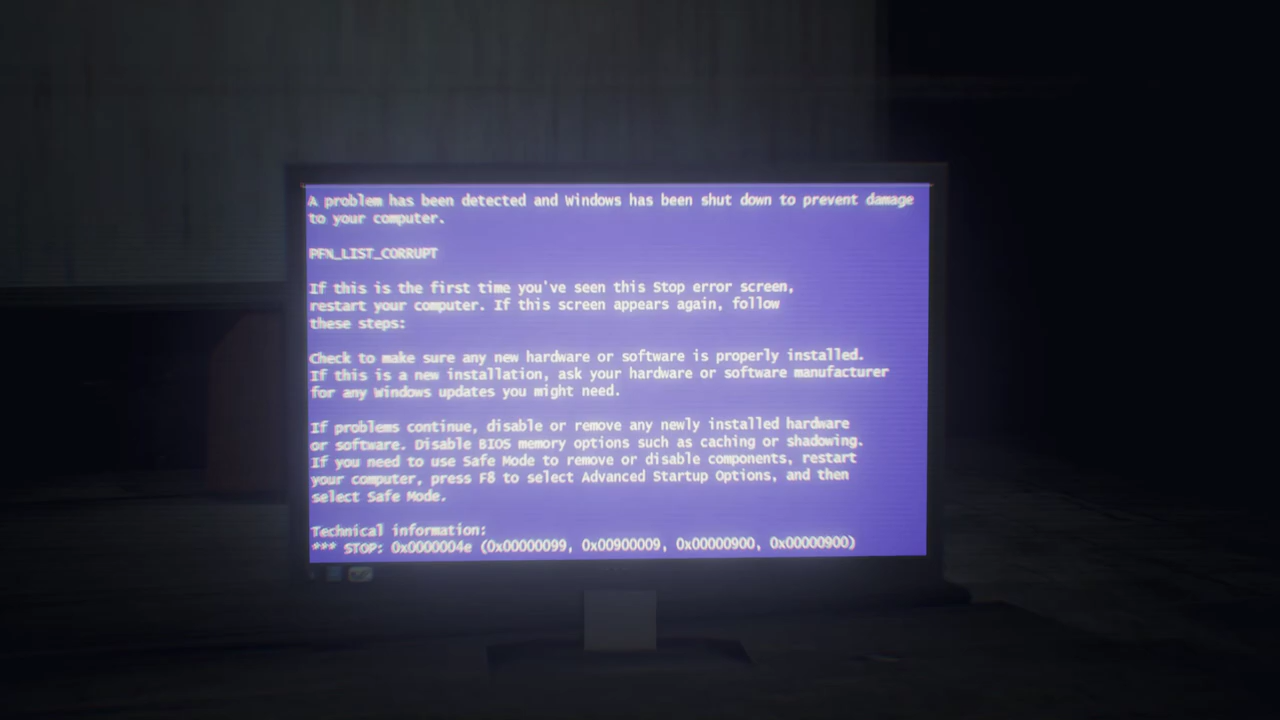 A problem has been detected and Windows has been shut down to prevent damage
to your computer.
PFN_LIST_CORRUPT
If this is the first time you've seen this Stop error screen,
restart your computer. If this screen appears again, follow
these steps:
Check to make sure any new hardware or software is properly installed.
If this is a new installation, ask your hardware or software manufacturer
for any Windows updates you might need.
If problems continue, disable or remove any newly installed hardware
or software. Disable BIOS memory options such as caching or shadowing.
If you need to use Safe Mode to remove or disable components, restart
your computer, press F8 to select Advanced Startup Options, and then
select Safe Mode.
Technical information:
*** STOP: 0x0000004e (0x00000099, 0x00900009, 0x00000900, 0x00000900)